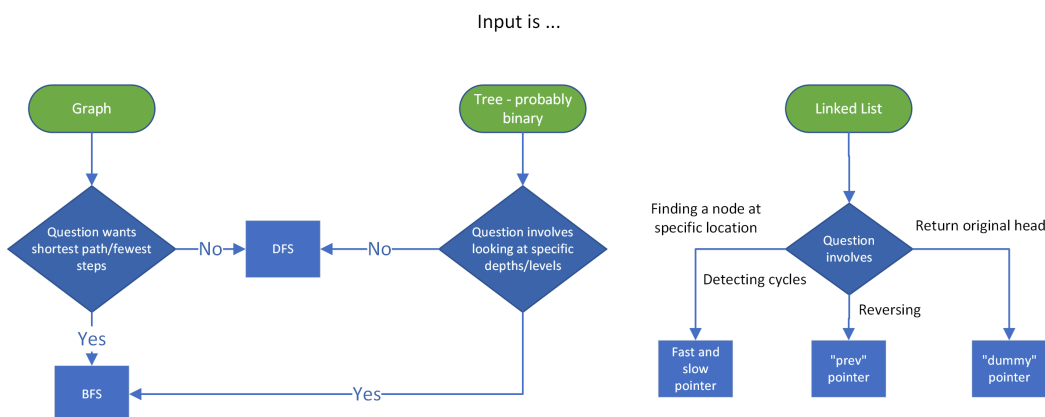 Input is ...
Graph
Tree - probably
binary
Linked List
Question wants
shortest path/fewest
steps
No
DFS
No
Question involves
looking at specific
depths/levels
Finding a node at
specific location
Question
involves
Return original head
Detecting cycles
Reversing
Yes
BFS
Yes
Fast and
slow
pointer
"prev"
pointer
"dummy"
pointer